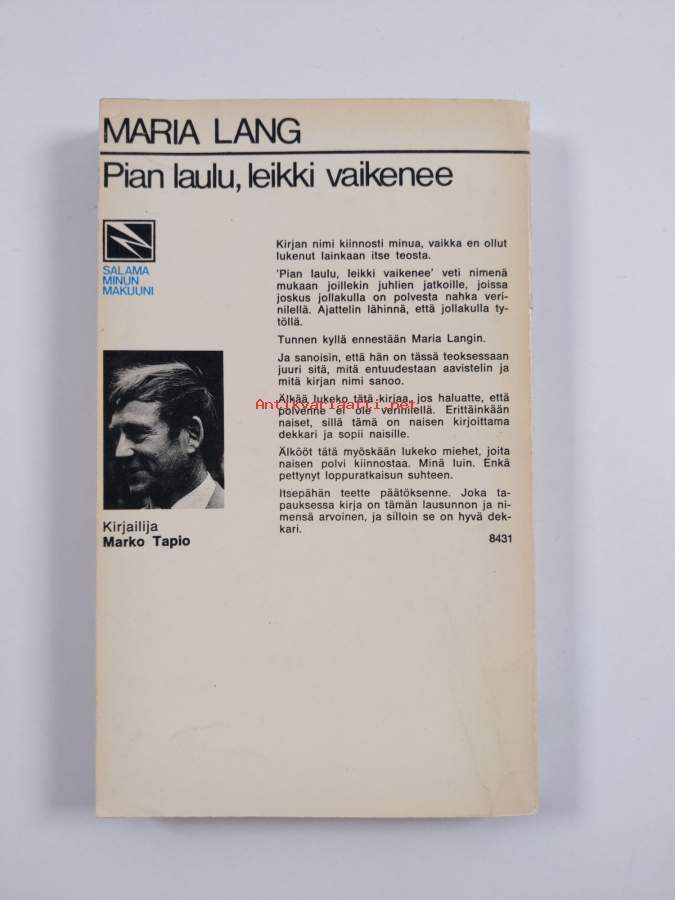 MARIA LANG
Pian laulu, leikki vaikenee
SALAMA
MINUN
MAKUUNI
Kirjan nimi kiinnosti minua, vaikka en ollut
lukenut lainkaan itse teosta.
'Pian laulu, leikki vaikenee' veti nimenä
mukaan joillekin juhlien jatkoille, joissa
joskus jollakulla on polvesta nahka veri-
nilellä. Ajattelin lähinnä, että jollakulla ty-
töllä.
Tunnen kyllä ennestään Maria Langin.
Ja sanoisin, että hän on tässä teoksessaan
juuri sitä, mitä entuudestaan aavistelin ja
mitä kirjan nimi sanoo.
Älkää lukeko tätä kirjaa, jos haluatte, että
polvenne ei ole verinilellä. Erittäinkään
naiset, sillä tämä on naisen kirjoittama
dekkari ja sopii naisille.
Älkööt tätä myöskään lukeko miehet, joita
naisen polvi kiinnostaa. Minä luin. Enkä
pettynyt loppuratkaisun suhteen.
Itsepähän teette päätöksenne. Joka ta-
pauksessa kirja on tämän lausunnon ja ni-
mensä arvoinen, ja silloin se on hyvä dek-
kari.
8431
Kirjailija
Marko Tapio
Antikvariaatti.net